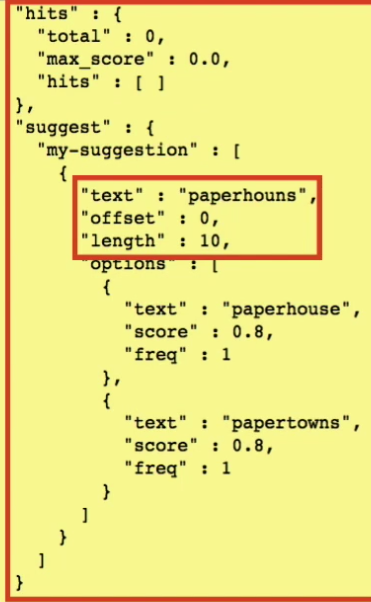 "hits" : {
"total" : 0,
"max_score" : 0.0,
"hits" : [ ]
},
"suggest" : {
"my-suggestion" : [
{
"text" : "paperhouns",
"offset" : 0,
"length" : 10,
"options" : [
{
"text" : "paperhouse",
"score" : 0.8,
"freq" : 1
},
{
"text" : "papertowns",
"score" : 0.8,
"freq" : 1
}
]
}
]
}